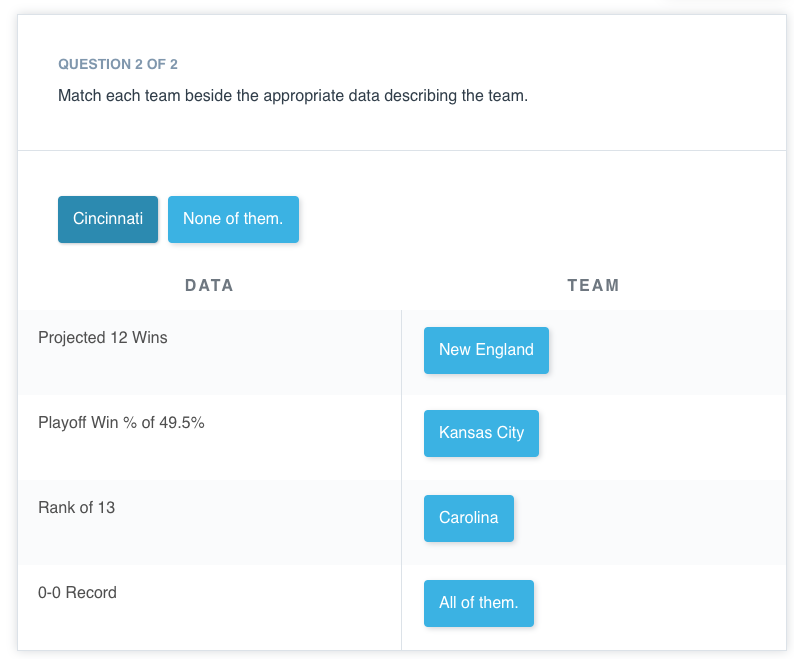 QUESTION 2 OF 2
Match each team beside the appropriate data describing the team.
Cincinnati
None of them.
DATA
TEAM
Projected 12 Wins
New England
Playoff Win % of 49.5%
Kansas City
Rank of 13
Carolina
0-0 Record
All of them.